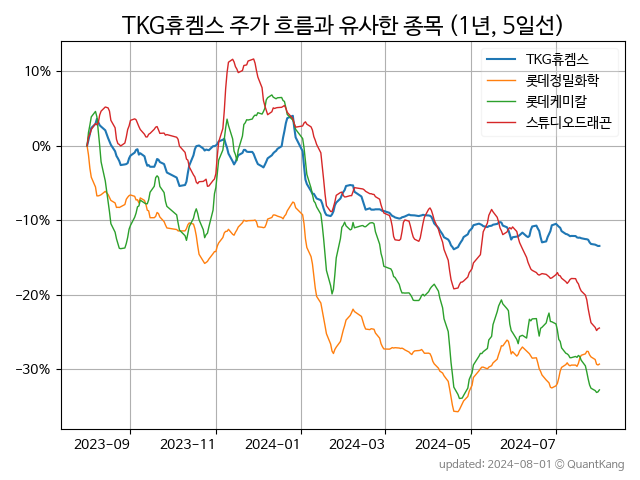 TKG휴켐스 주가 흐름과 유사한 종목 (1년, 5일선)
TKG휴켐스
롯데정밀화학
롯데케미칼
스튜디오드래곤
10%
0%
−10%
−20%
−30%
2023-09 2023-11 2024-01 2024-03 2024-05 2024-07
updated: 2024-08-01 © QuantKang